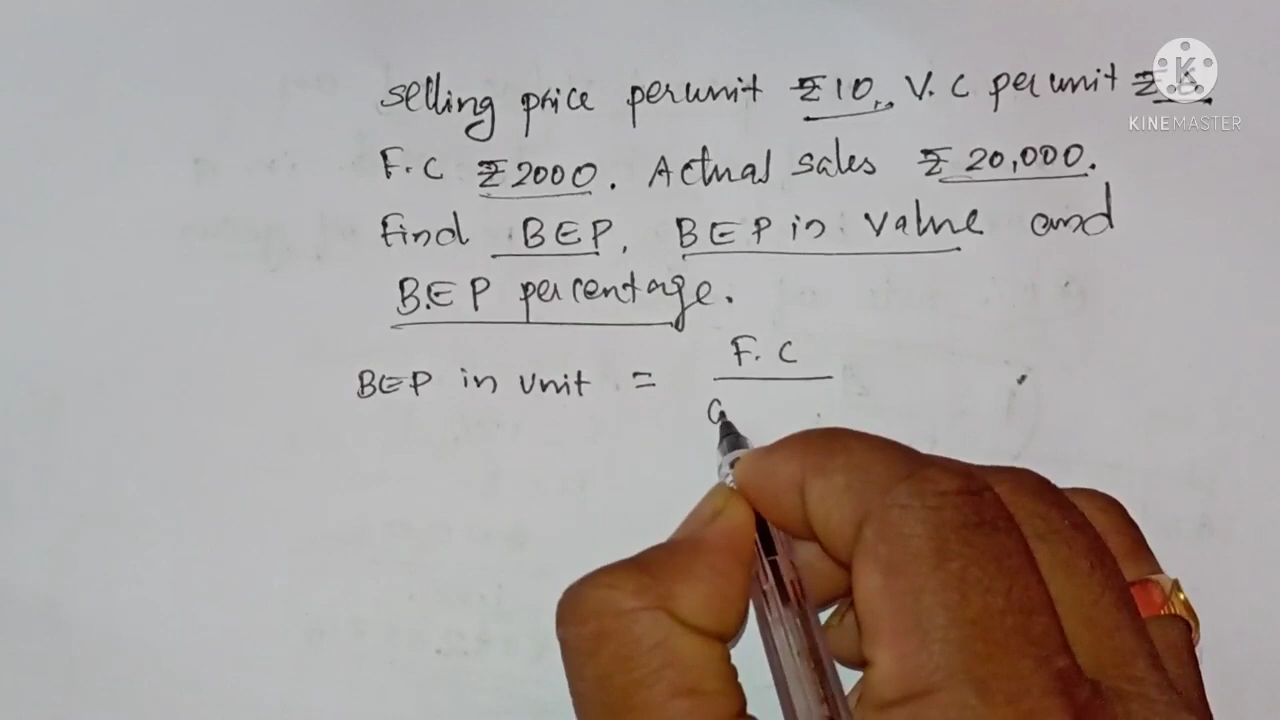 Selling price per unit ₹10, V.C per unit ₹
KINEMASTER
F.C ₹2000. Actual sales ₹20,000.
Find BEP, BEP in value and
B.E P percentage.
BEP in unit = F.C
C